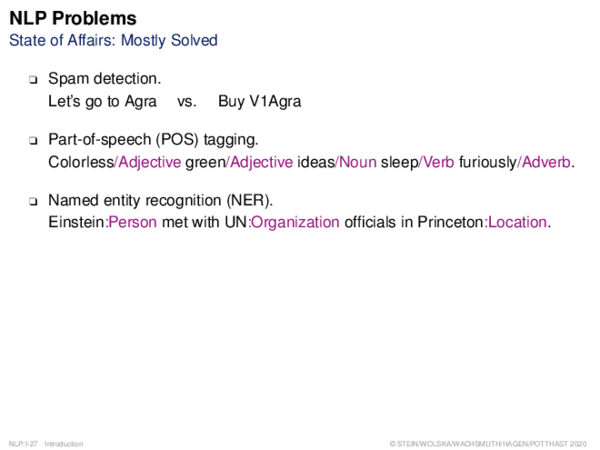 NLP Problems
State of Affairs: Mostly Solved
❑ Spam detection.
Let's go to Agra vs. Buy V1Agra
❑ Part-of-speech (POS) tagging.
Colorless/Adjective green/Adjective ideas/Noun sleep/Verb furiously/Adverb.
❑ Named entity recognition (NER).
Einstein:Person met with UN:Organization officials in Princeton:Location.
NLP:I-27 Introduction © STEIN/WOLSKA/WACHSMUTH/HAGEN/POTTHAST 2020